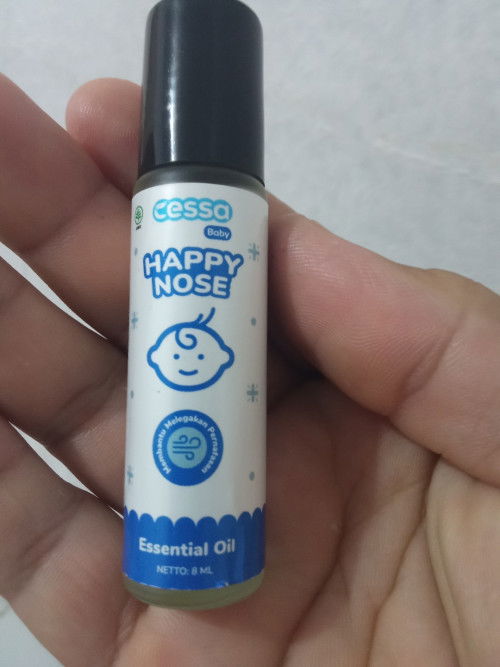 cessa
Baby
HAPPY
NOSE
Membantu Melegakan Pernafasan
Essential Oil
NETTO: 8 ML